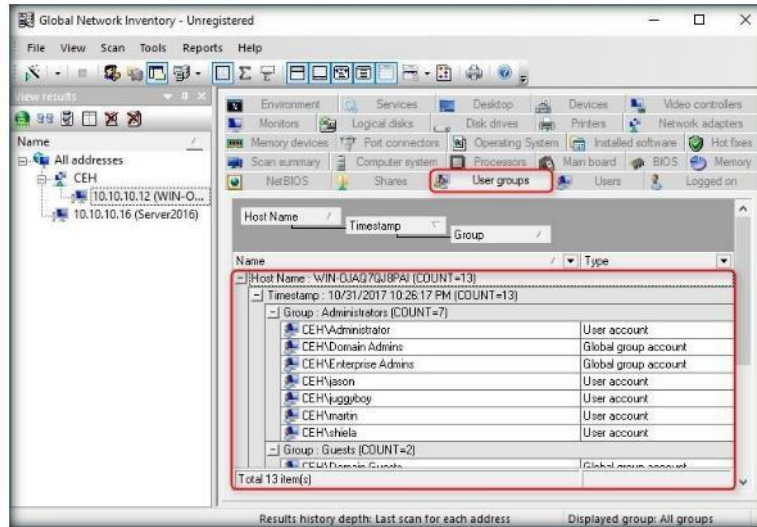 Global Network Inventory - Unregistered
File View Scan Tools Reports Help
View results
Name
All addresses
CEH
10.10.10.12 (WIN-O...
10.10.10.16 (Server2016)
Environment Services Desktop Devices Video controllers
Monitors Logical disks Disk drives Printers Network adapters
Memory devices Port connectors Operating System Installed software Hot fixes
Scan summary Computer system Processors Main board BIOS Memory
NetBIOS Shares User groups Users Logged on
Host Name
Timestamp
Group
Name Type
Host Name : WIN-OJAQ7QJ8PAI (COUNT=13)
Timestamp : 10/31/2017 10:26:17 PM (COUNT=13)
Group : Administrators (COUNT=7)
CEH\Administrator User account
CEH\Domain Admins Global group account
CEH\Enterprise Admins Global group account
CEH\jason User account
CEH\juggyboy User account
CEH\martin User account
CEH\shiela User account
Group : Guests (COUNT=2)
CEH\Domain Guests Global group account
Total 13 item(s)
Results history depth: Last scan for each address Displayed group: All groups